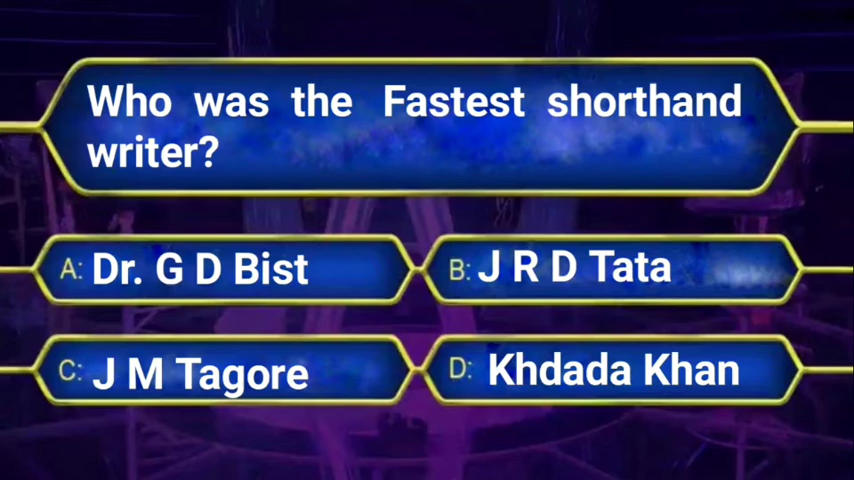 Who was the Fastest shorthand
writer?
A: Dr. G D Bist
B: J R D Tata
C: J M Tagore
D: Khdada Khan